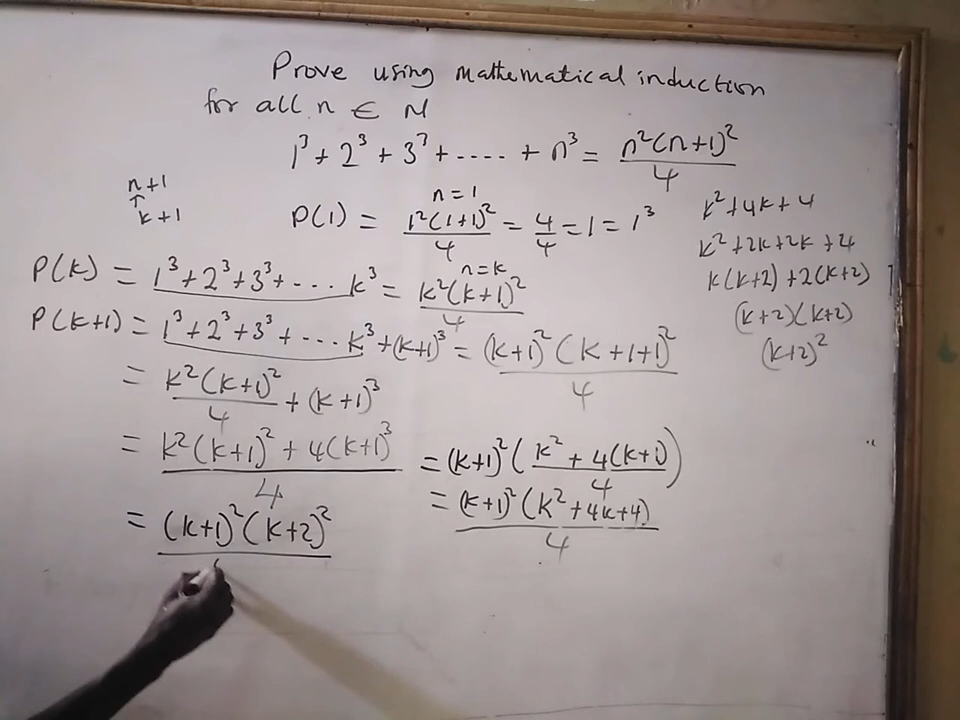 Prove using mathematical induction
for all n ∈ N
1³ + 2³ + 3³ + ---- + n³ = n²(n+1)²/4
n+1
↑
k+1
n=1
P(1) = 1²(1+1)²/4 = 4/4 = 1 = 1³
n=k
P(k) = 1³+2³+3³+ ... k³ = k²(k+1)²/4
P(k+1) = 1³+2³+3³+ ... k³+(k+1)³ = (k+1)²(k+1+1)²/4
= k²(k+1)²/4 + (k+1)³
= k²(k+1)² + 4(k+1)³/4
= (k+1)²(k²+4(k+1)/4)
= (k+1)²(k²+4k+4)/4
= (k+1)²(k+2)²/
k²+4k+4
k²+2k+2k+4
k(k+2)+2(k+2)
(k+2)(k+2)
(k+2)²